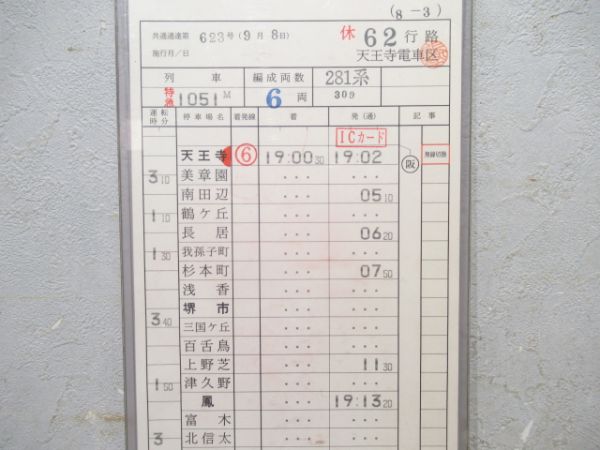 (8-3)
共通通達第 623号(9月8日)
施行月/日
休 62行路
天王寺電車区
列車 編成両数 281系
特急 1051M 6両 309
運転時分 停車場名 着発線 着 発(通) 記事
ICカード
天王寺 ⑥ 19:00 30 19:02 阪 無線切換
3 10 美章園 ... ...
南田辺 ... 05 10
1 10 鶴ケ丘 ... ...
長居 ... 06 20
1 30 我孫子町 ... ...
杉本町 ... 07 50
浅香 ... ...
堺市 ... ...
3 40 三国ケ丘 ... ...
百舌鳥 ... ...
上野芝 ... 11 30
1 50 津久野 ... ...
鳳 ... 19:13 20
富木 ... ...
3 北信太 ... ...